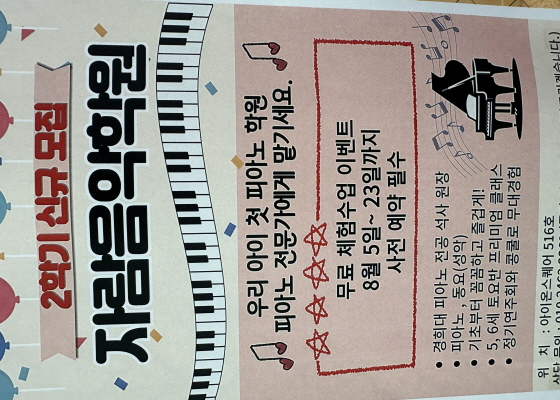 2학기 신규 모집
자람음악학원
우리 아이 첫 피아노 학원
피아노 전문가에게 맡기세요.
무료 체험수업 이벤트
8월 5일~ 23일까지
사전 예약 필수
• 경희대 피아노 전공 석사 원장
• 피아노, 동요(성악)
• 기초부터 꼼꼼하고 즐겁게!
• 5, 6세 토요반 프리미엄 클래스
• 정기연주회와 콩쿨로 무대경험
위 치 : 아이온스퀘어 516호